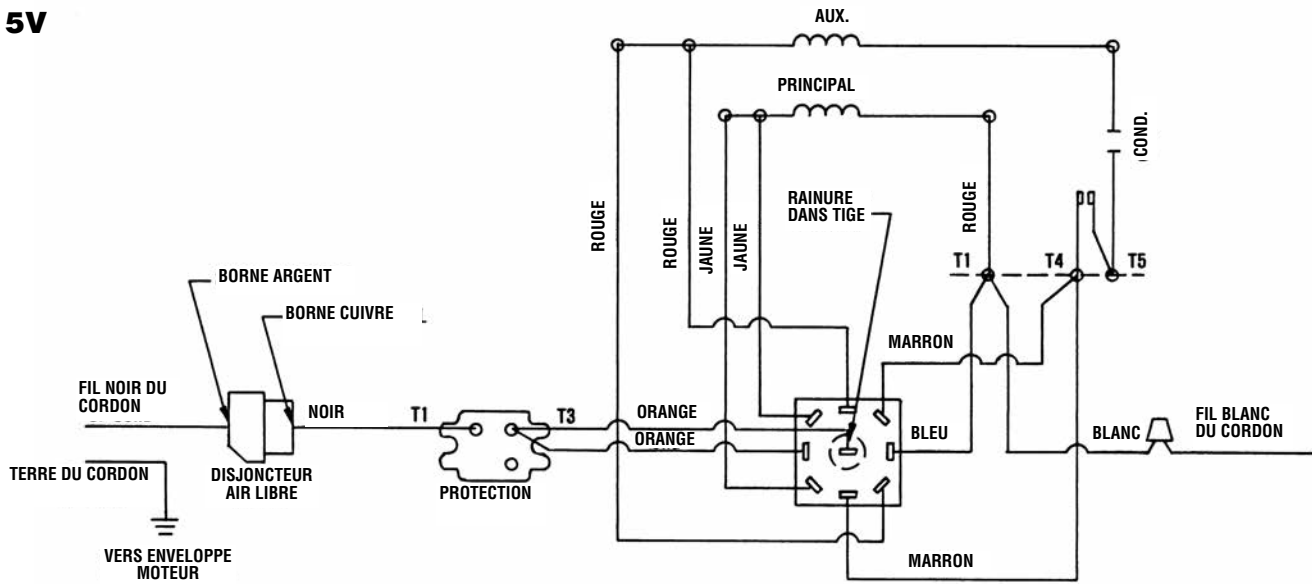 5V
AUX.
PRINCIPAL
COND.
ROUGE
ROUGE
JAUNE
JAUNE
RAINURE
DANS TIGE
ROUGE
T1
T4
T5
BORNE ARGENT
BORNE CUIVRE
MARRON
FIL NOIR DU
CORDON
NOIR
T1
T3
ORANGE
ORANGE
BLEU
BLANC
FIL BLANC
DU CORDON
TERRE DU CORDON
DISJONCTEUR
AIR LIBRE
PROTECTION
VERS ENVELOPPE
MOTEUR
MARRON